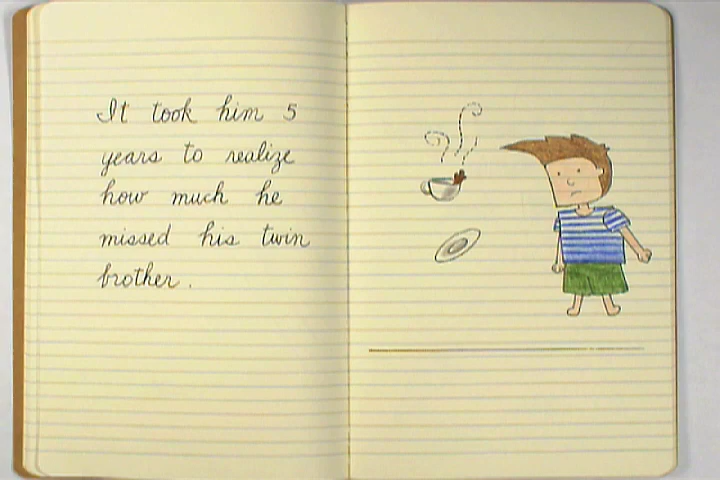 It took him 5
years to realize
how much he
missed his twin
brother.